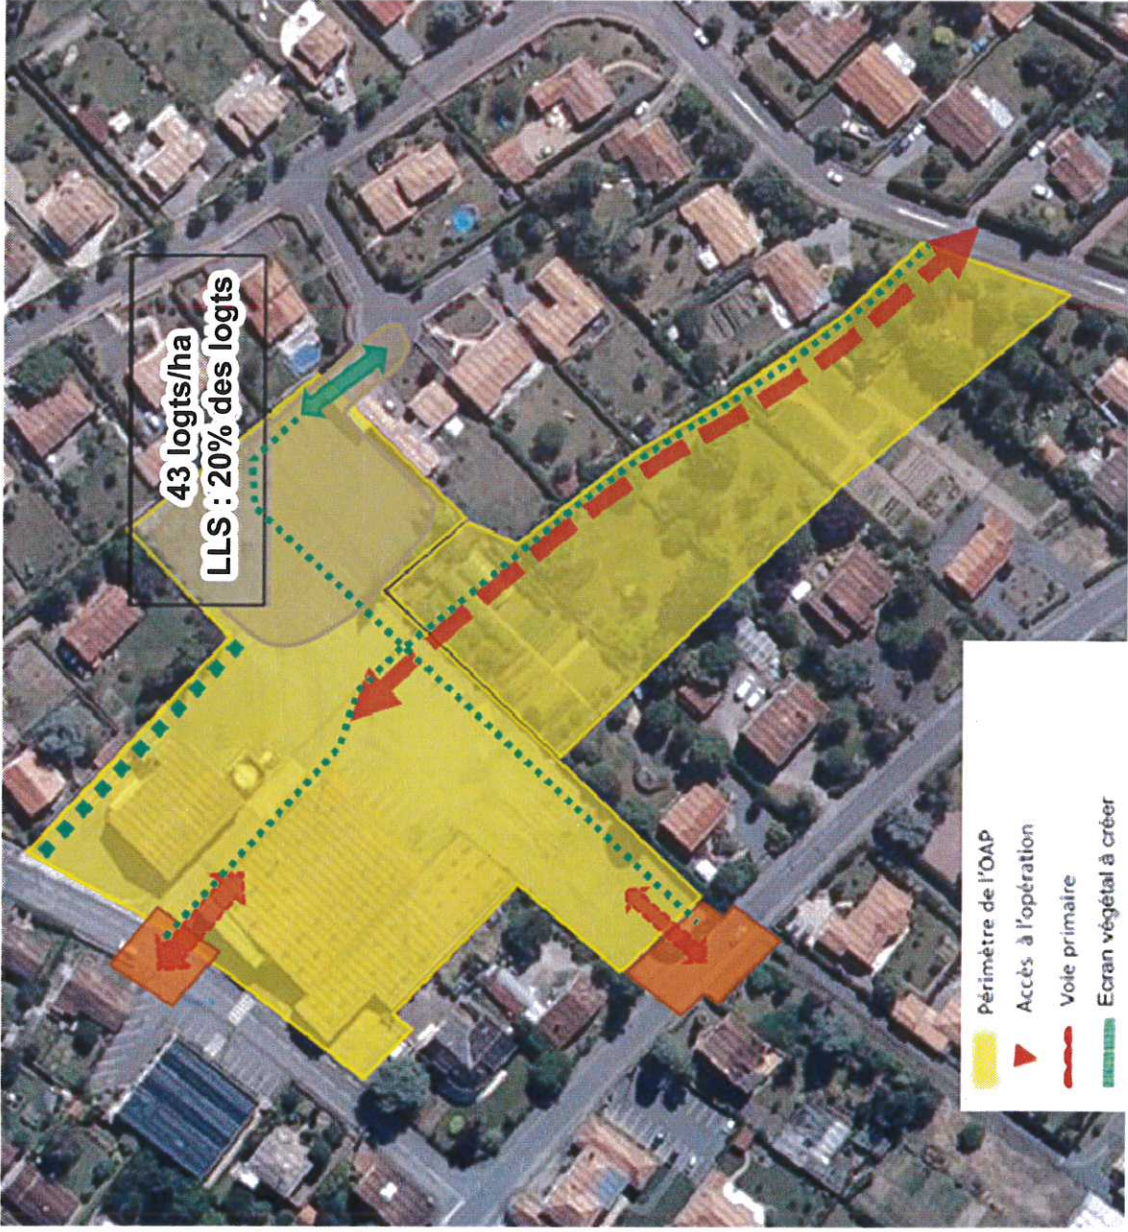 43 logts/ha
LLS : 20% des logts
Périmètre de l'OAP
Accès à l'opération
Voie primaire
Ecran végétal à créer